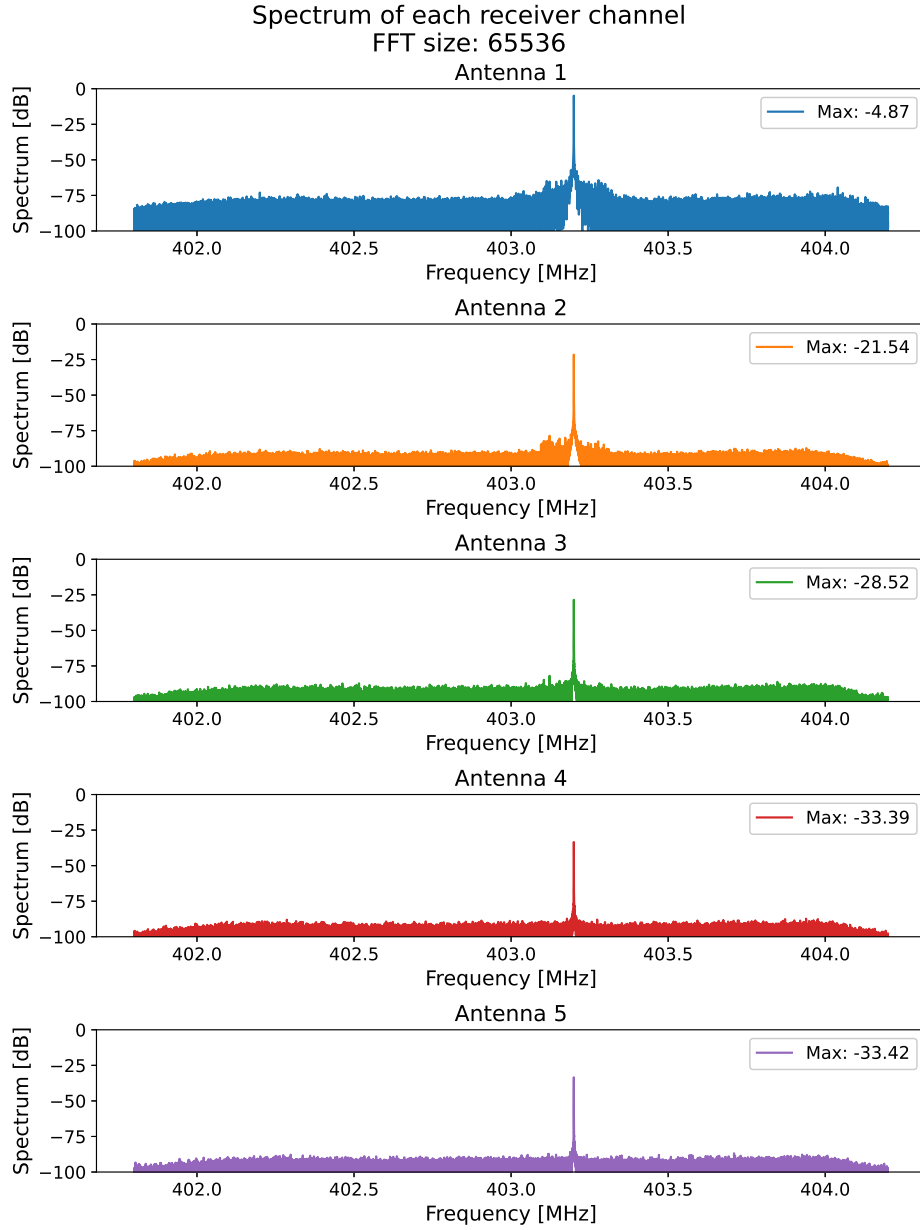 Spectrum of each receiver channel
FFT size: 65536
Antenna 1
Spectrum [dB]
0
−25
−50
−75
−100
Max: -4.87
402.0 402.5 403.0 403.5 404.0
Frequency [MHz]
Antenna 2
Spectrum [dB]
0
−25
−50
−75
−100
Max: -21.54
402.0 402.5 403.0 403.5 404.0
Frequency [MHz]
Antenna 3
Spectrum [dB]
0
−25
−50
−75
−100
Max: -28.52
402.0 402.5 403.0 403.5 404.0
Frequency [MHz]
Antenna 4
Spectrum [dB]
0
−25
−50
−75
−100
Max: -33.39
402.0 402.5 403.0 403.5 404.0
Frequency [MHz]
Antenna 5
Spectrum [dB]
0
−25
−50
−75
−100
Max: -33.42
402.0 402.5 403.0 403.5 404.0
Frequency [MHz]